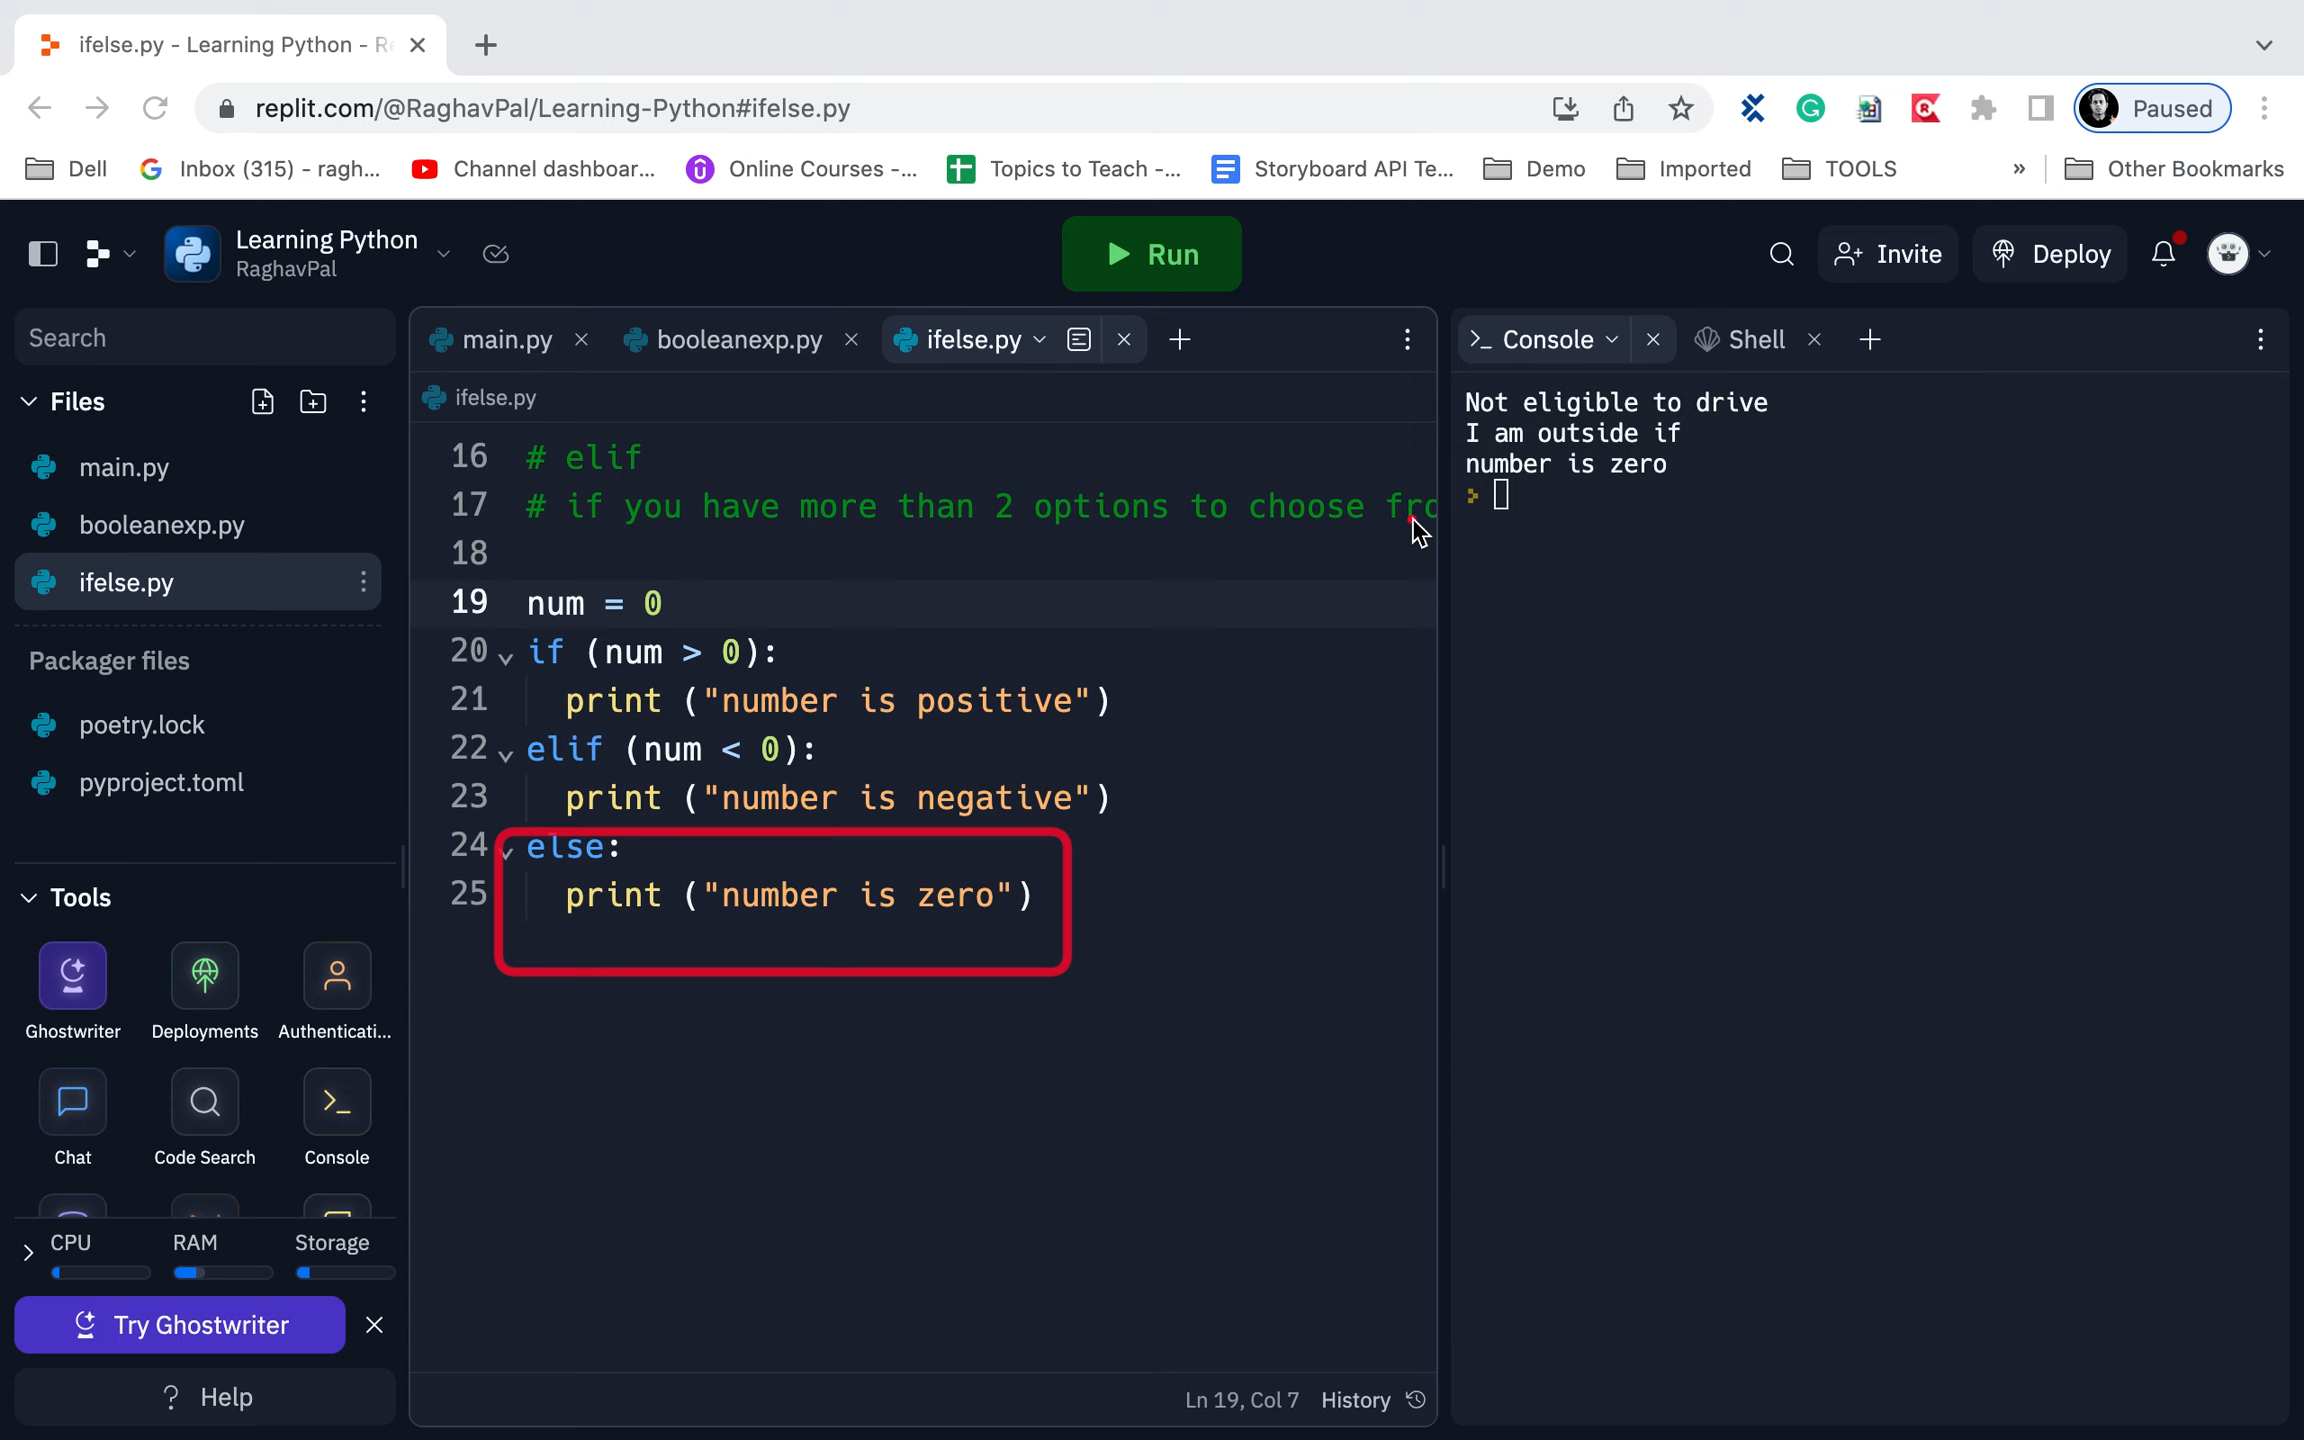 ifelse.py - Learning Python - Re
replit.com/@RaghavPal/Learning-Python#ifelse.py
Paused
Dell
Inbox (315) - ragh...
Channel dashboar...
Online Courses -...
Topics to Teach -...
Storyboard API Te...
Demo
Imported
TOOLS
»
Other Bookmarks
Learning Python
RaghavPal
Run
Invite
Deploy
Search
Files
main.py
booleanexp.py
ifelse.py
Packager files
poetry.lock
pyproject.toml
Tools
Ghostwriter
Deployments
Authenticati...
Chat
Code Search
Console
CPU
RAM
Storage
Try Ghostwriter
? Help
main.py
booleanexp.py
ifelse.py
ifelse.py
16 # elif
17 # if you have more than 2 options to choose fro
18
19 num = 0
20 if (num > 0):
21 print ("number is positive")
22 elif (num < 0):
23 print ("number is negative")
24 else:
25 print ("number is zero")
Ln 19, Col 7 History
Console
Shell
Not eligible to drive
I am outside if
number is zero